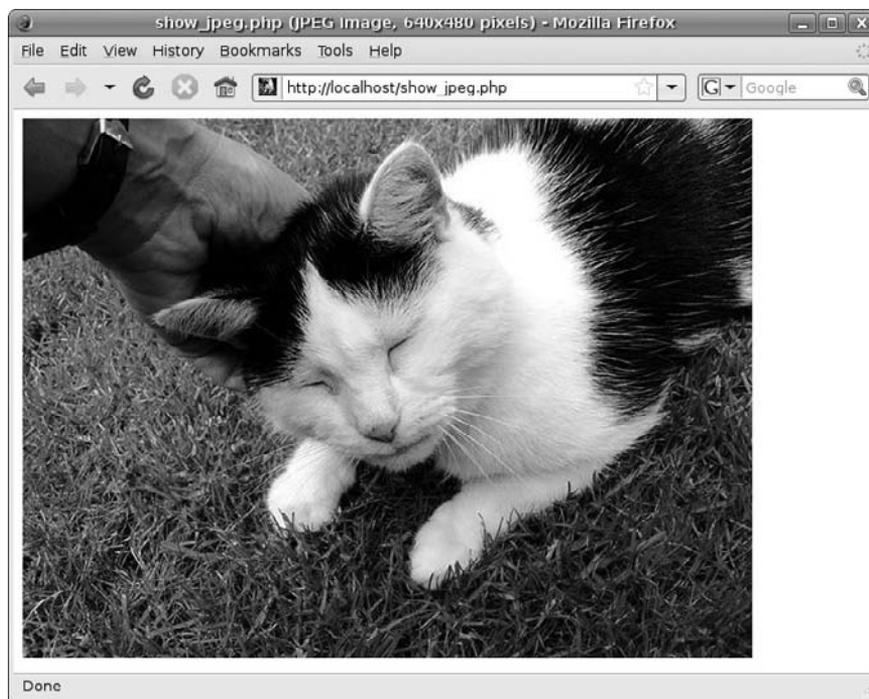 show_jpeg.php (JPEG Image, 640x480 pixels) - Mozilla Firefox
File Edit View History Bookmarks Tools Help
http://localhost/show_jpeg.php G Google
Done